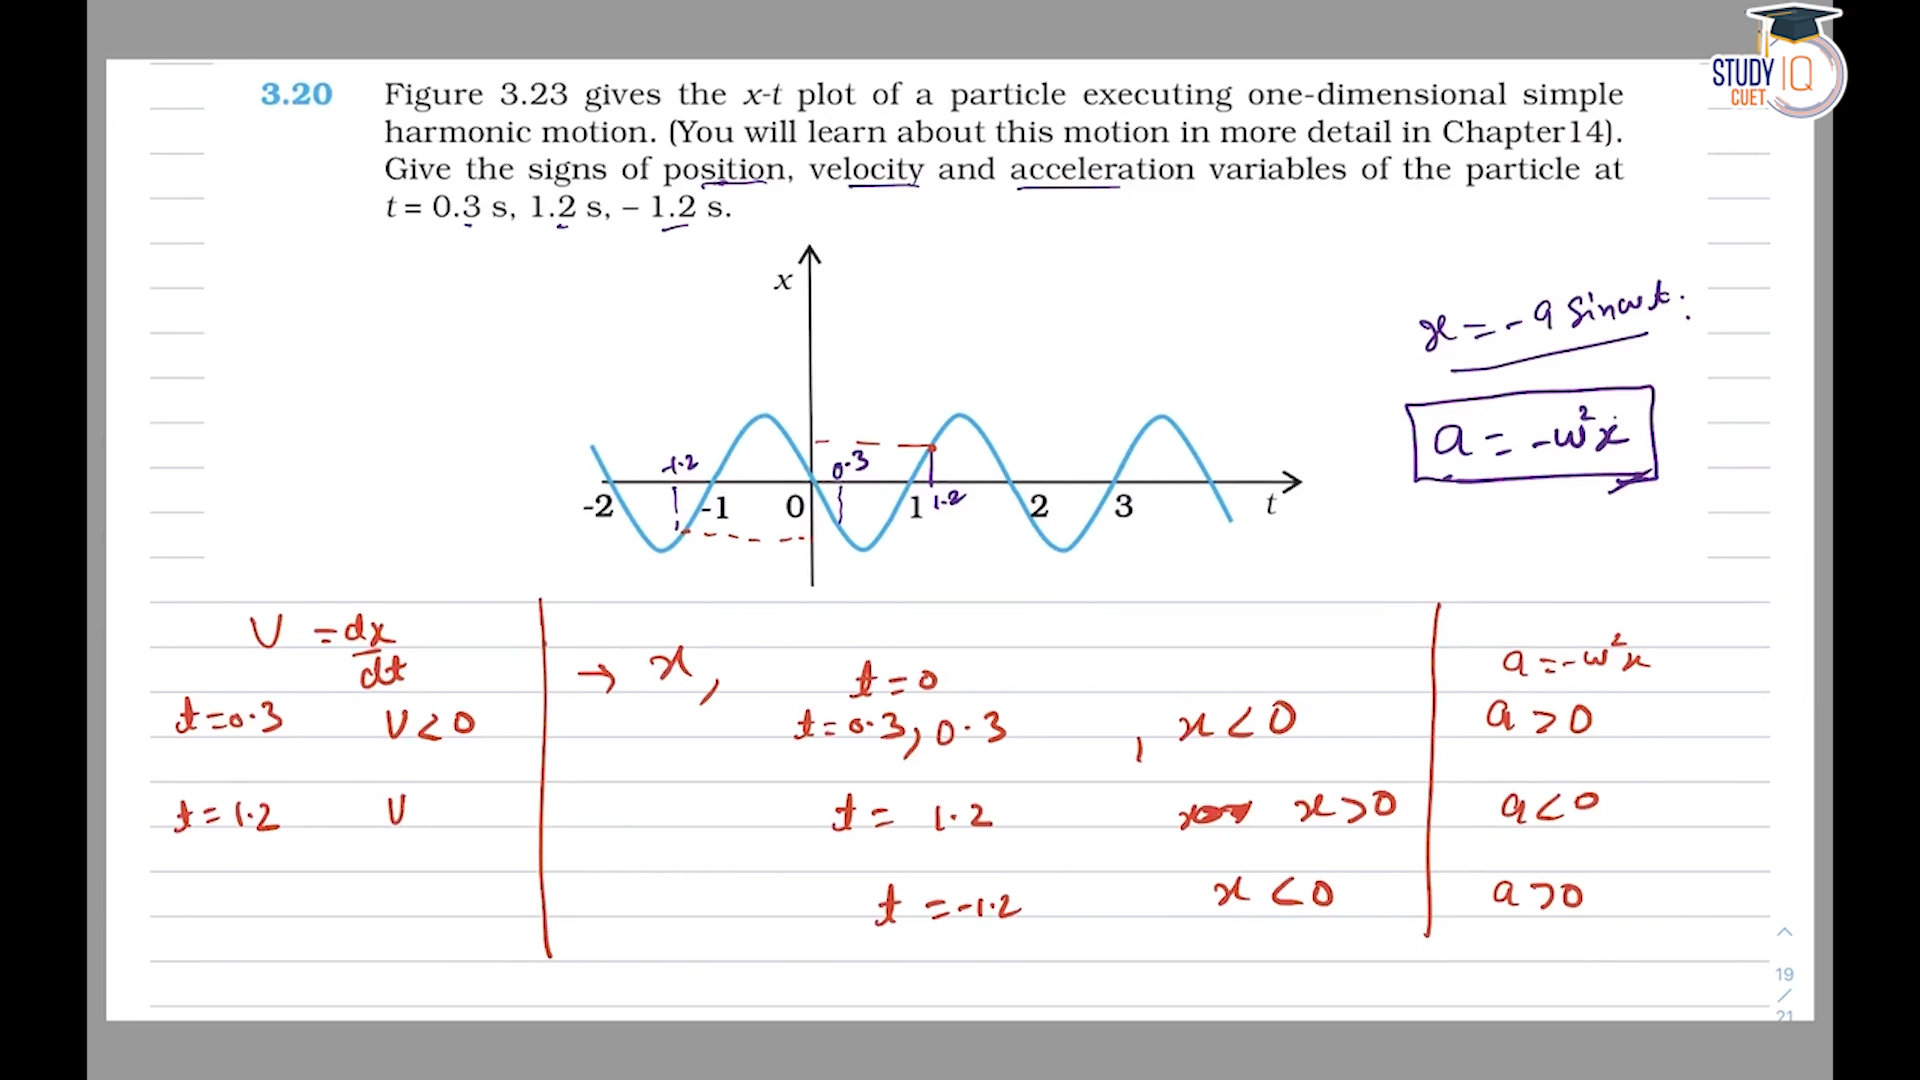 STUDY IQ
CUET
3.20 Figure 3.23 gives the x-t plot of a particle executing one-dimensional simple
harmonic motion. (You will learn about this motion in more detail in Chapter14).
Give the signs of position, velocity and acceleration variables of the particle at
t = 0.3 s, 1.2 s, – 1.2 s.
x
x = -a sinωt.
a = -ω²x
-1.2 0.3
-2 -1 0 1 1.2 2 3 t
V = dx/dt
t=0.3 V<0
t=1.2 V
→ x, t=0
t=0.3, 0.3 , x<0
t= 1.2 x>0
t=-1.2 x<0
a=-ω²x
a>0
a<0
a>0
19
/
21